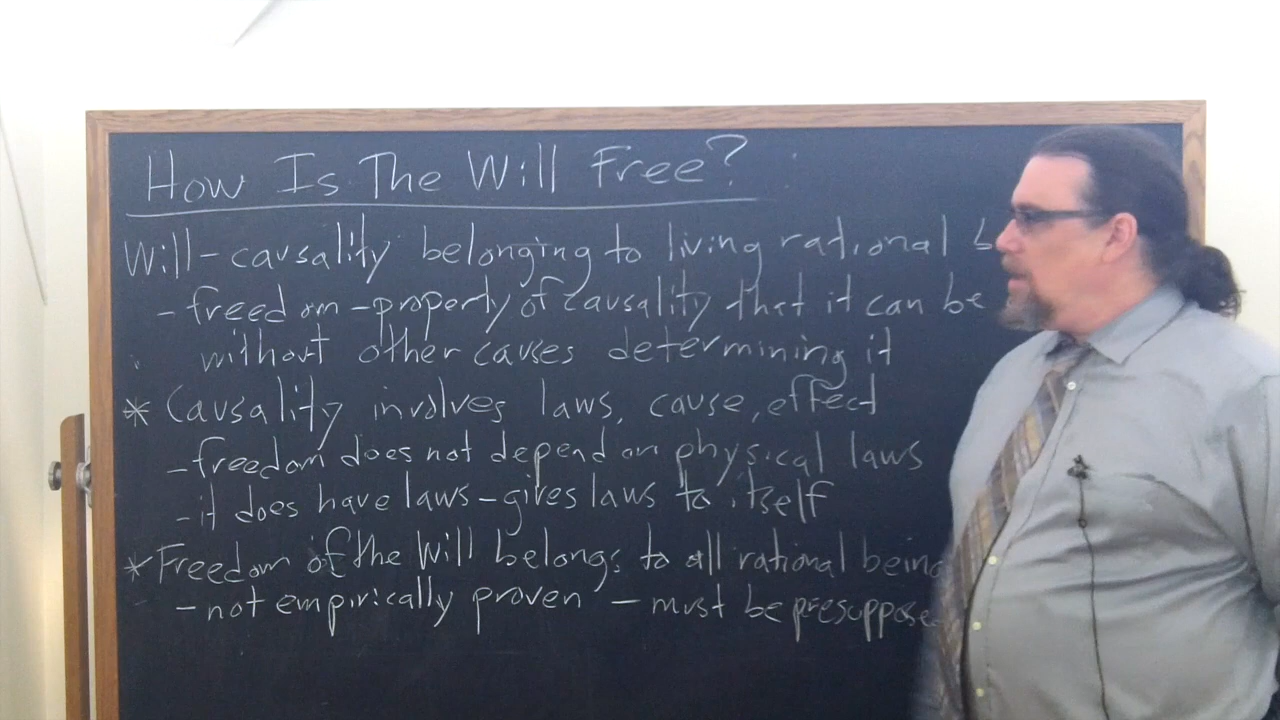 How Is The Will Free?
Will - causality belonging to living rational b
- freedom - property of causality that it can be
without other causes determining it
* Causality involves laws, cause, effect
- freedom does not depend on physical laws
- it does have laws - gives laws to itself
* Freedom of the Will belongs to all rational being
- not empirically proven - must be presuppose